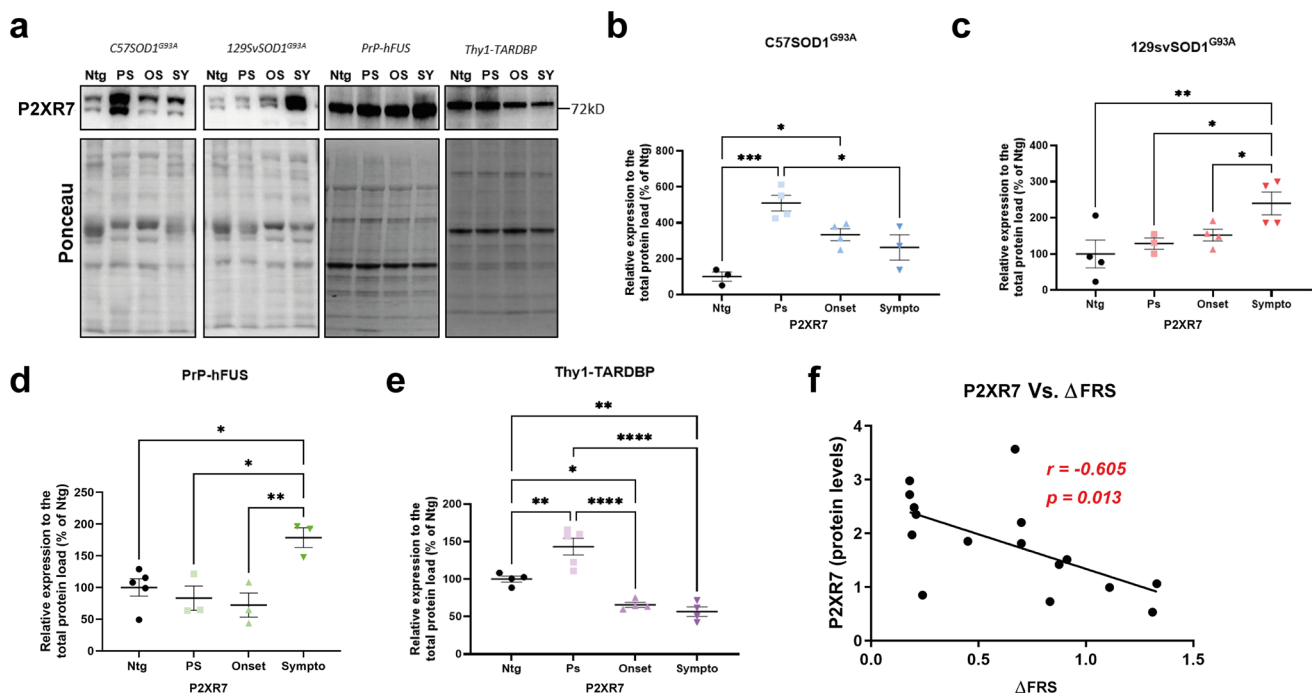 a
C57SOD1G93A 129SvSOD1G93A PrP-hFUS Thy1-TARDBP
Ntg PS OS SY Ntg PS OS SY Ntg PS OS SY Ntg PS OS SY
P2XR7
72kD
Ponceau
b
C57SOD1G93A
Relative expression to the
total protein load (% of Ntg)
800
600
400
200
0
*
***
*
Ntg Ps Onset Sympto
P2XR7
c
129svSOD1G93A
Relative expression to the
total protein load (% of Ntg)
400
300
200
100
0
**
*
*
Ntg Ps Onset Sympto
P2XR7
d
PrP-hFUS
Relative expression to the
total protein load (% of Ntg)
250
200
150
100
50
0
*
*
**
Ntg PS Onset Sympto
P2XR7
e
Thy1-TARDBP
Relative expression to the
total protein load (% of Ntg)
200
150
100
50
0
**
****
*
** ****
Ntg Ps Onset Sympto
P2XR7
f
P2XR7 Vs. ΔFRS
P2XR7 (protein levels)
4
3
2
1
0
r = -0.605
p = 0.013
0.0 0.5 1.0 1.5
ΔFRS